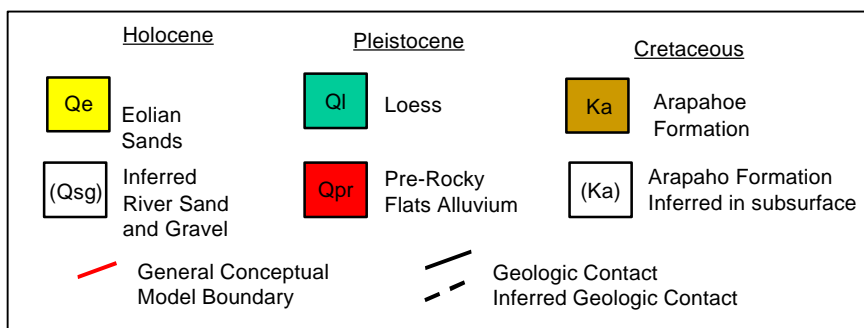 Holocene
Pleistocene
Cretaceous
Qe
Eolian
Sands
Ql
Loess
Ka
Arapahoe
Formation
(Qsg)
Inferred
River Sand
and Gravel
Qpr
Pre-Rocky
Flats Alluvium
(Ka)
Arapaho Formation
Inferred in subsurface
General Conceptual
Model Boundary
Geologic Contact
Inferred Geologic Contact